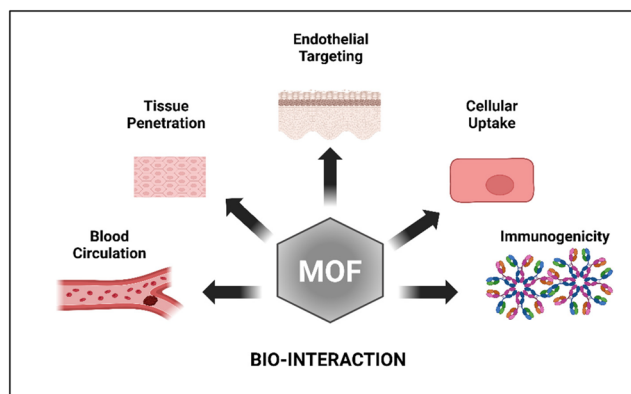 Endothelial
Targeting
Tissue
Penetration
Cellular
Uptake
Blood
Circulation
Immunogenicity
MOF
BIO-INTERACTION